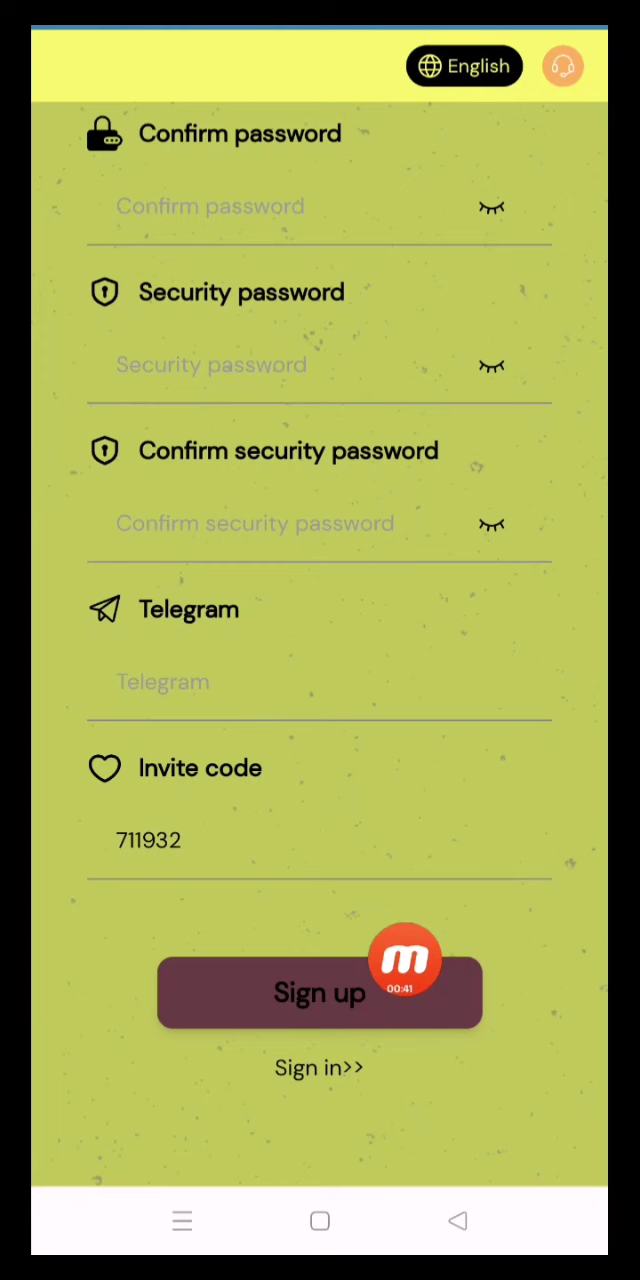 English
Confirm password
Confirm password
Security password
Security password
Confirm security password
Confirm security password
Telegram
Telegram
Invite code
711932
m
00:41
Sign up
Sign in>>